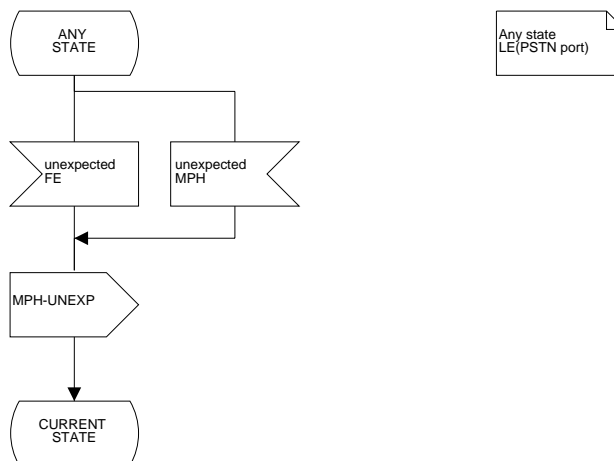 ANY
STATE
Any state
LE(PSTN port)
unexpected
FE
unexpected
MPH
MPH-UNEXP
CURRENT
STATE